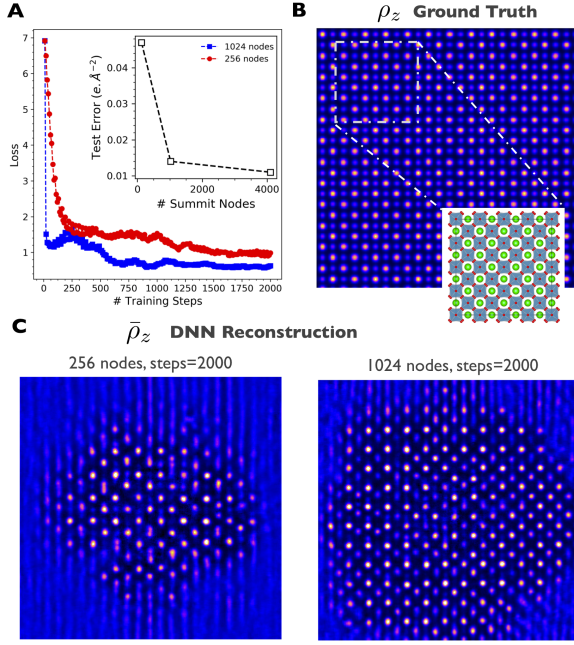 A
7
6
5
4
3
2
1
Loss
0 250 500 750 1000 1250 1500 1750 2000
# Training Steps
1024 nodes
256 nodes
0.04
0.03
0.02
0.01
Test Error (e. Å⁻²)
0 2000 4000
# Summit Nodes
B
ρz Ground Truth
C
ρ̄z DNN Reconstruction
256 nodes, steps=2000
1024 nodes, steps=2000